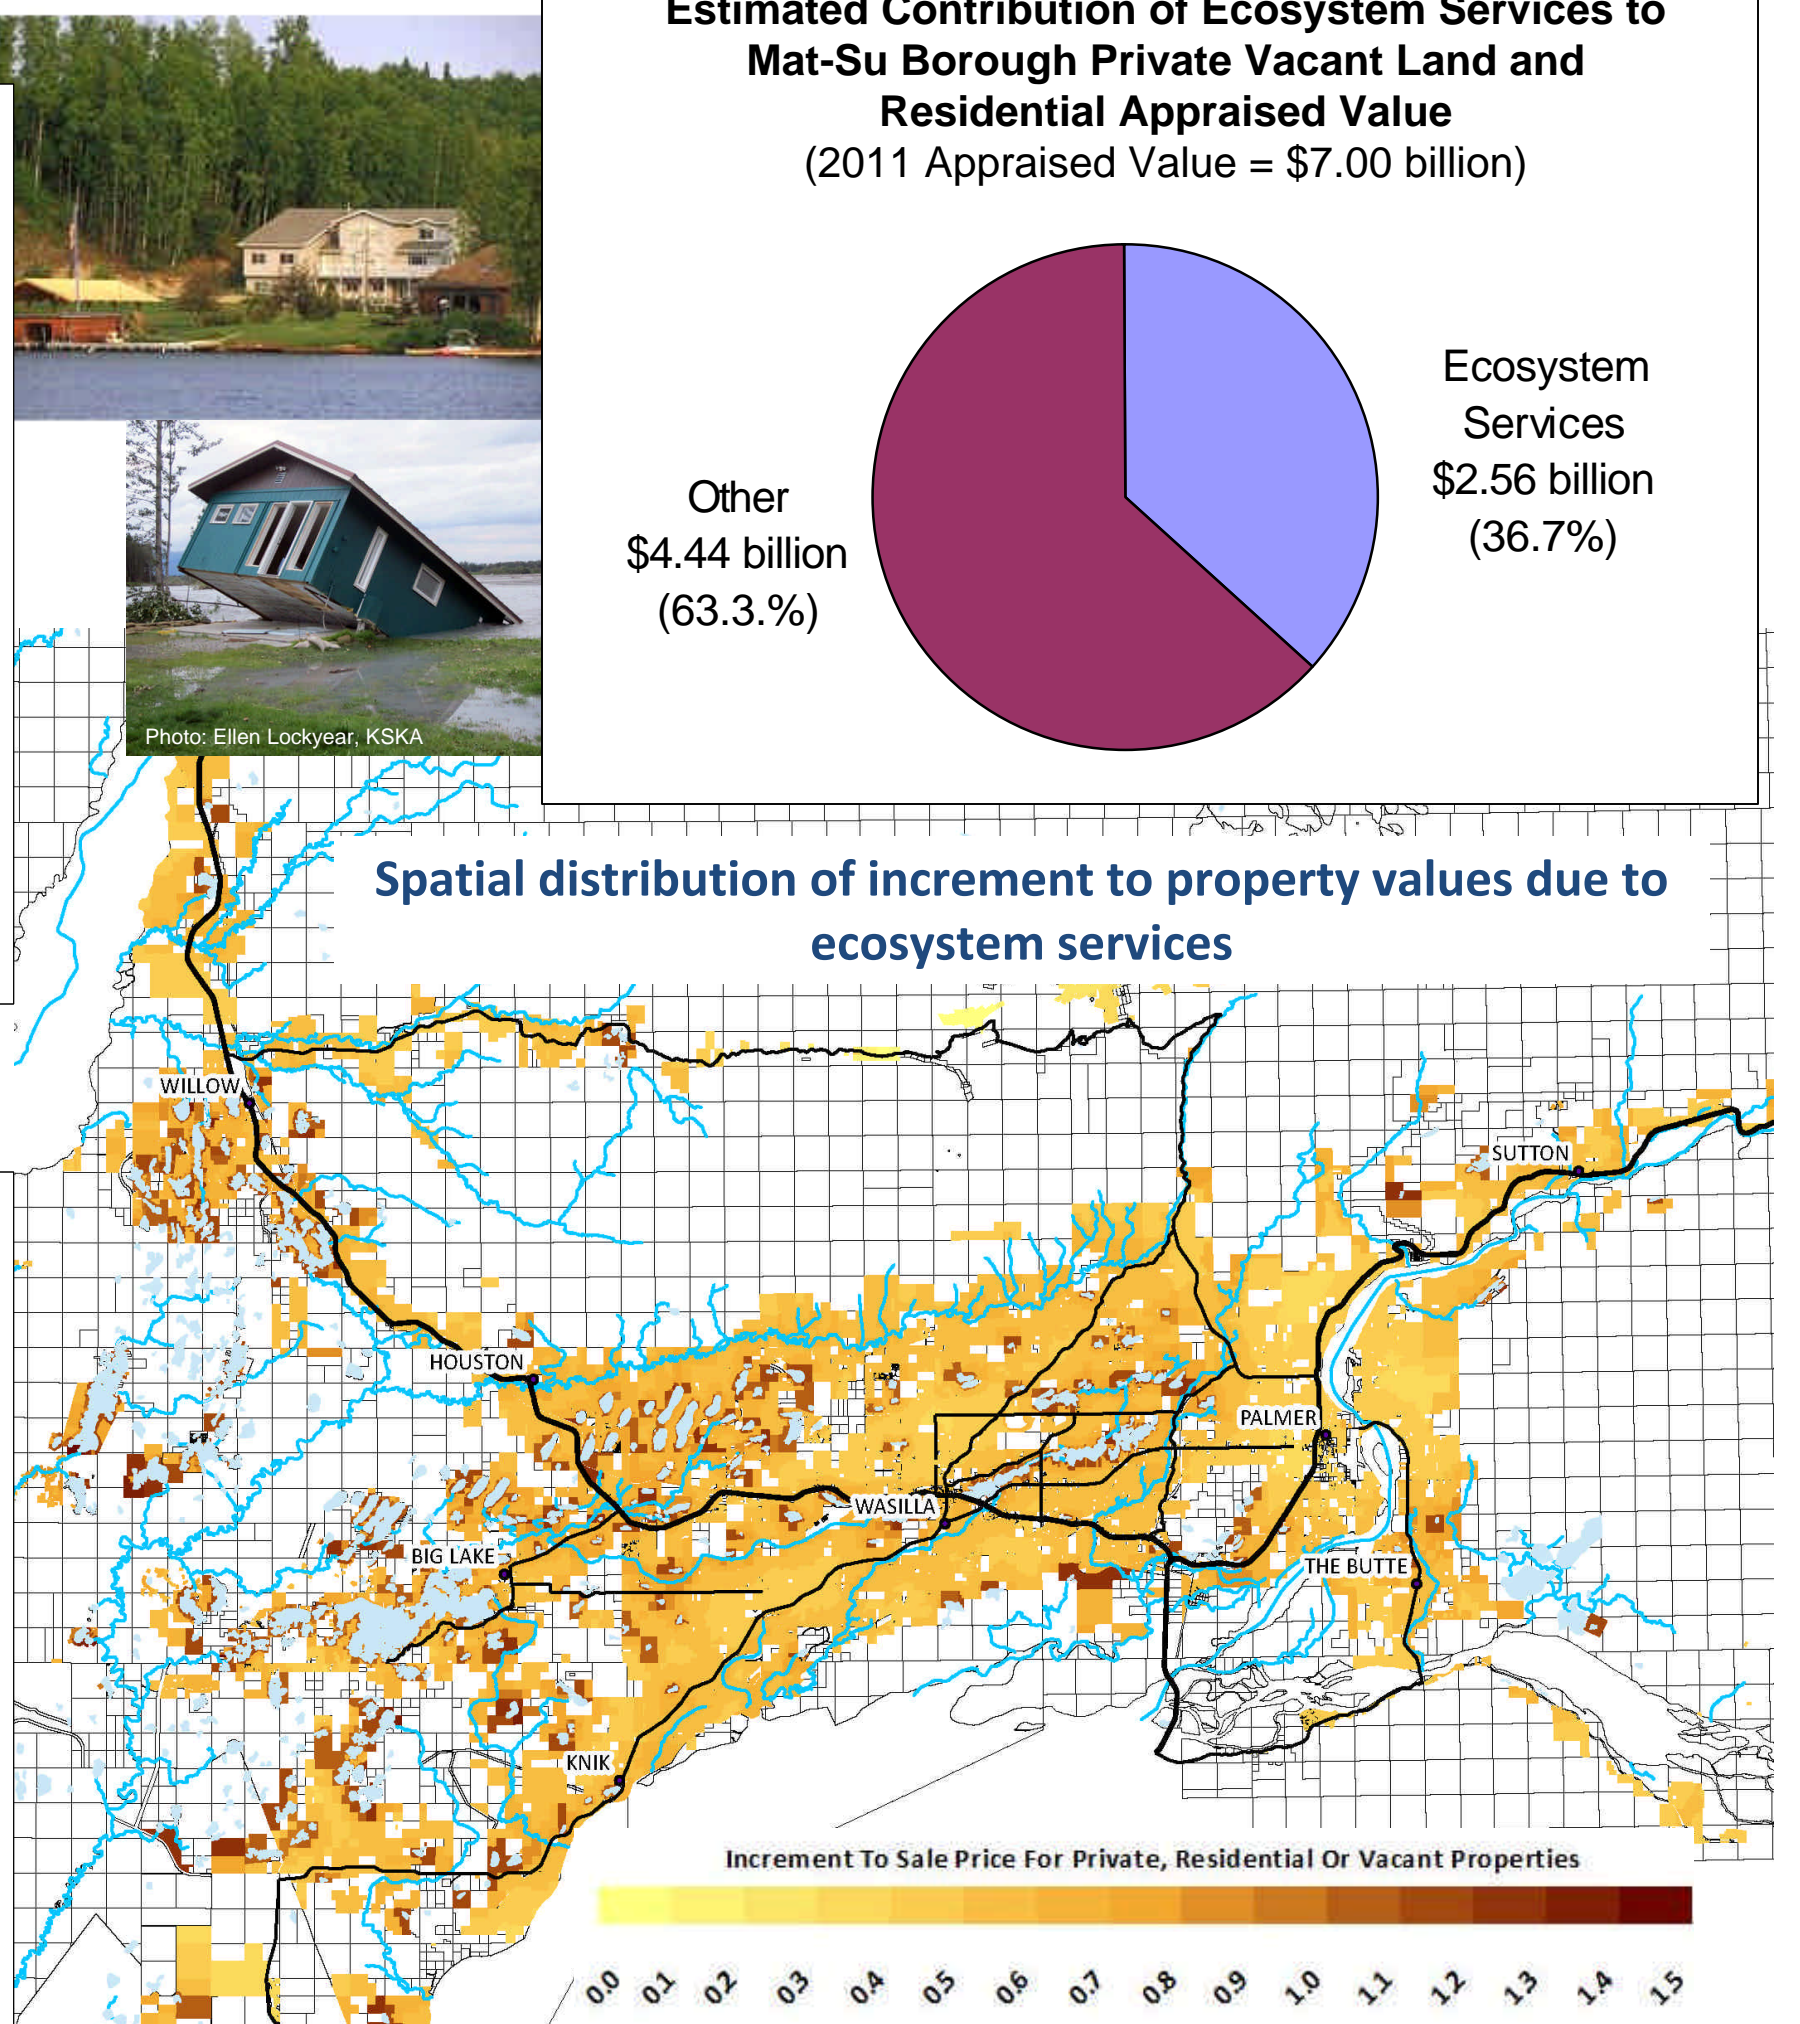 Estimated Contribution of Ecosystem Services to
Mat-Su Borough Private Vacant Land and
Residential Appraised Value
(2011 Appraised Value = $7.00 billion)
Ecosystem
Services
$2.56 billion
(36.7%)
Other
$4.44 billion
(63.3.%)
Photo: Ellen Lockyear, KSKA
Spatial distribution of increment to property values due to
ecosystem services
WILLOW
SUTTON
HOUSTON
PALMER
WASILLA
BIG LAKE
THE BUTTE
KNIK
Increment To Sale Price For Private, Residential Or Vacant Properties
0.0 0.1 0.2 0.3 0.4 0.5 0.6 0.7 0.8 0.9 1.0 1.1 1.2 1.3 1.4 1.5